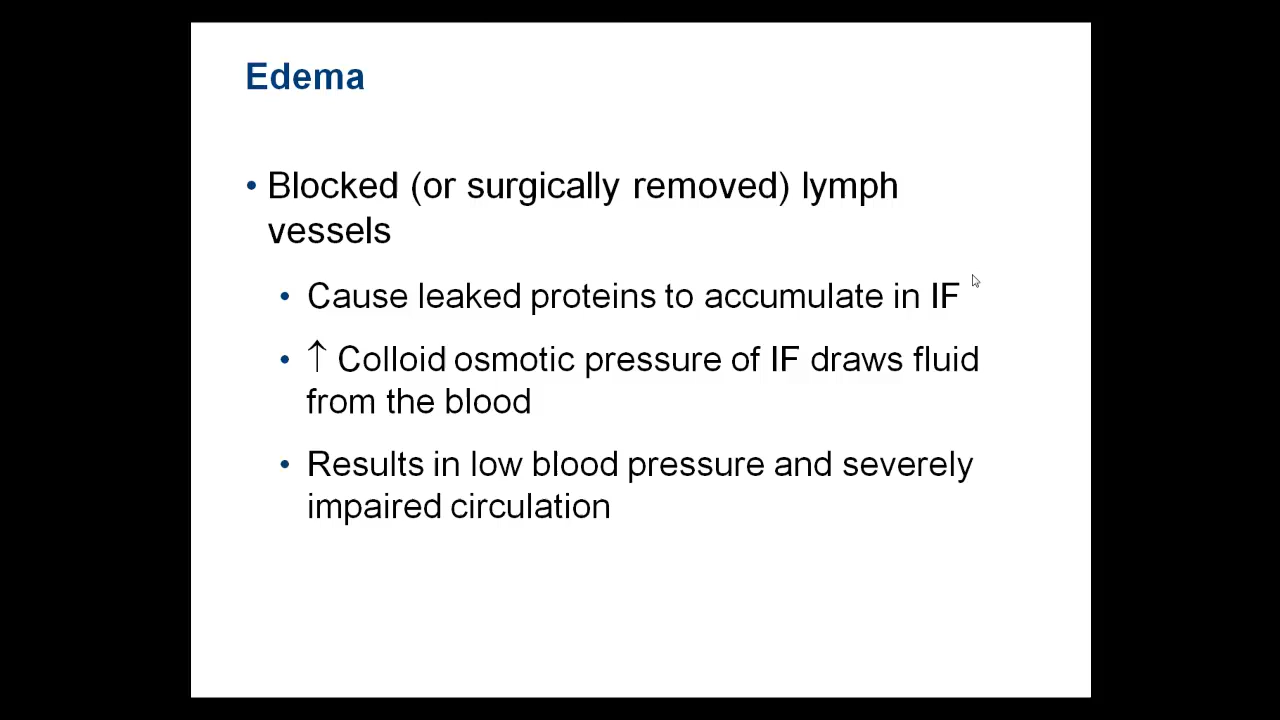 Edema
• Blocked (or surgically removed) lymph
vessels
• Cause leaked proteins to accumulate in IF
• ↑ Colloid osmotic pressure of IF draws fluid
from the blood
• Results in low blood pressure and severely
impaired circulation